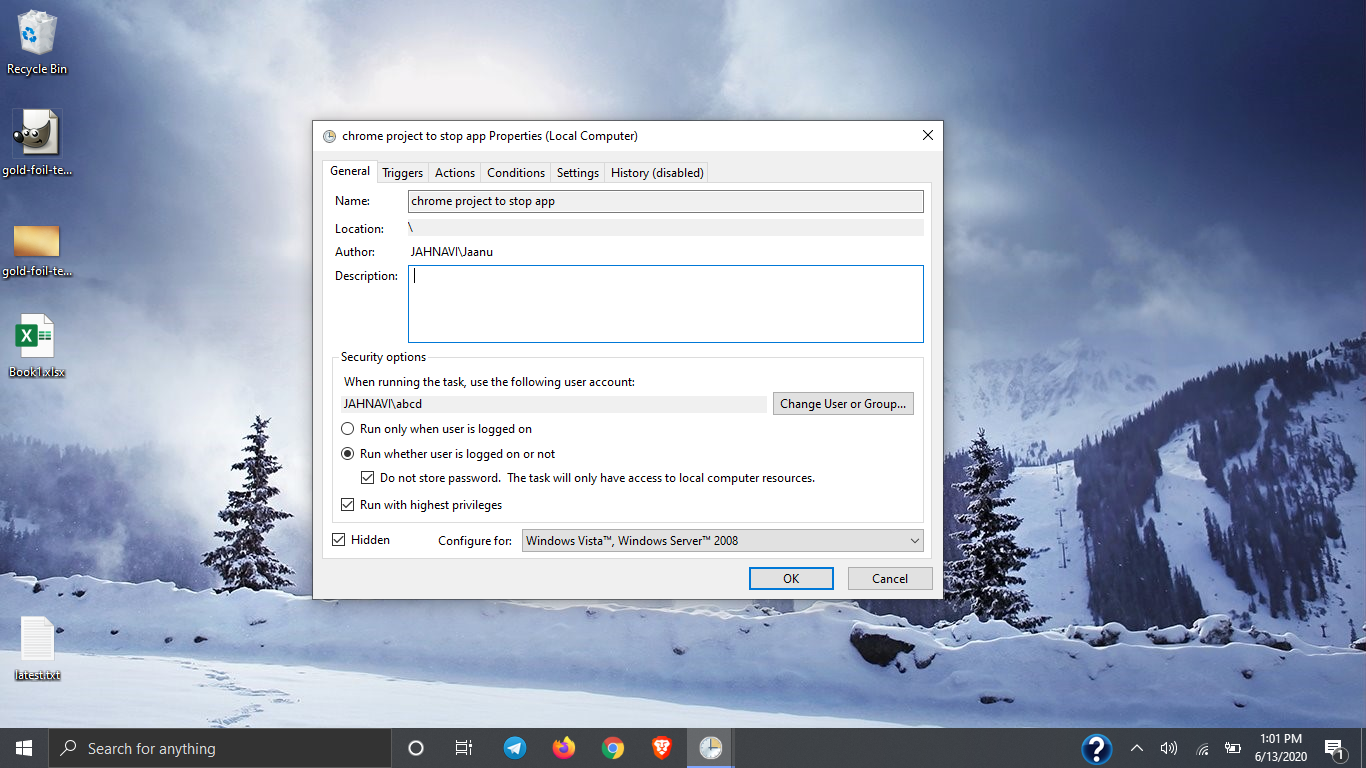 Recycle Bin
gold-foil-te...
gold-foil-te...
Book1.xlsx
latest.txt
chrome project to stop app Properties (Local Computer)
General Triggers Actions Conditions Settings History (disabled)
Name: chrome project to stop app
Location: \
Author: JAHNAVI\Jaanu
Description:
Security options
When running the task, use the following user account:
JAHNAVI\abcd Change User or Group...
Run only when user is logged on
Run whether user is logged on or not
Do not store password.  The task will only have access to local computer resources.
Run with highest privileges
Hidden Configure for: Windows Vista™, Windows Server™ 2008
OK Cancel
Search for anything
1:01 PM
6/13/2020
1